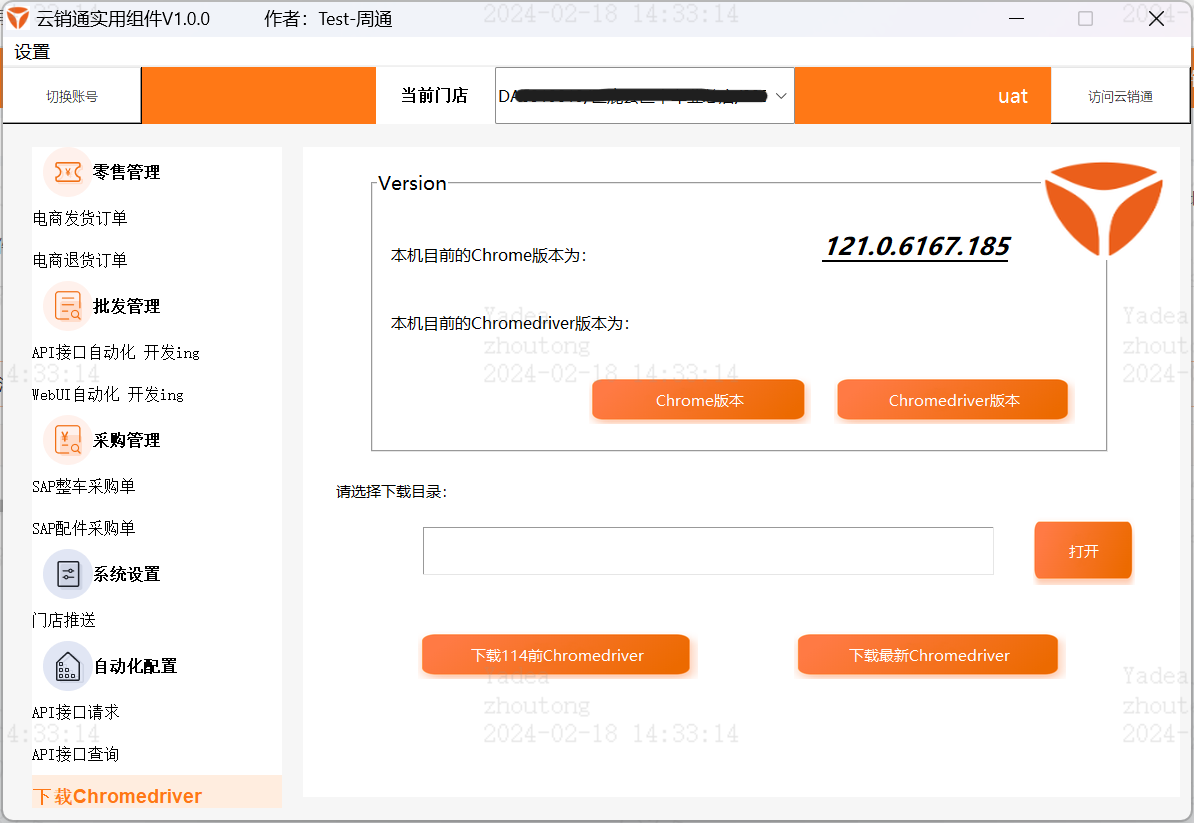 云销通实用组件V1.0.0 作者：Test-周通
2024-02-18 14:33:14
设置
切换账号 当前门店 uat 访问云销通
零售管理
电商发货订单
电商退货订单
批发管理
API接口自动化 开发ing
WebUI自动化 开发ing
采购管理
SAP整车采购单
SAP配件采购单
系统设置
门店推送
自动化配置
API接口请求
API接口查询
下载Chromedriver
Version
本机目前的Chrome版本为：
121.0.6167.185
本机目前的Chromedriver版本为：
Chrome版本 Chromedriver版本
请选择下载目录：
打开
下载114前Chromedriver 下载最新Chromedriver
Yadea
zhoutong
2024-02-18 14:33:14
Yadea
zhoutong
2024-02-18 14:33:14
Yadea
zhout
2024-
Yadea
zhout
2024-
4:33:14
4:33:14